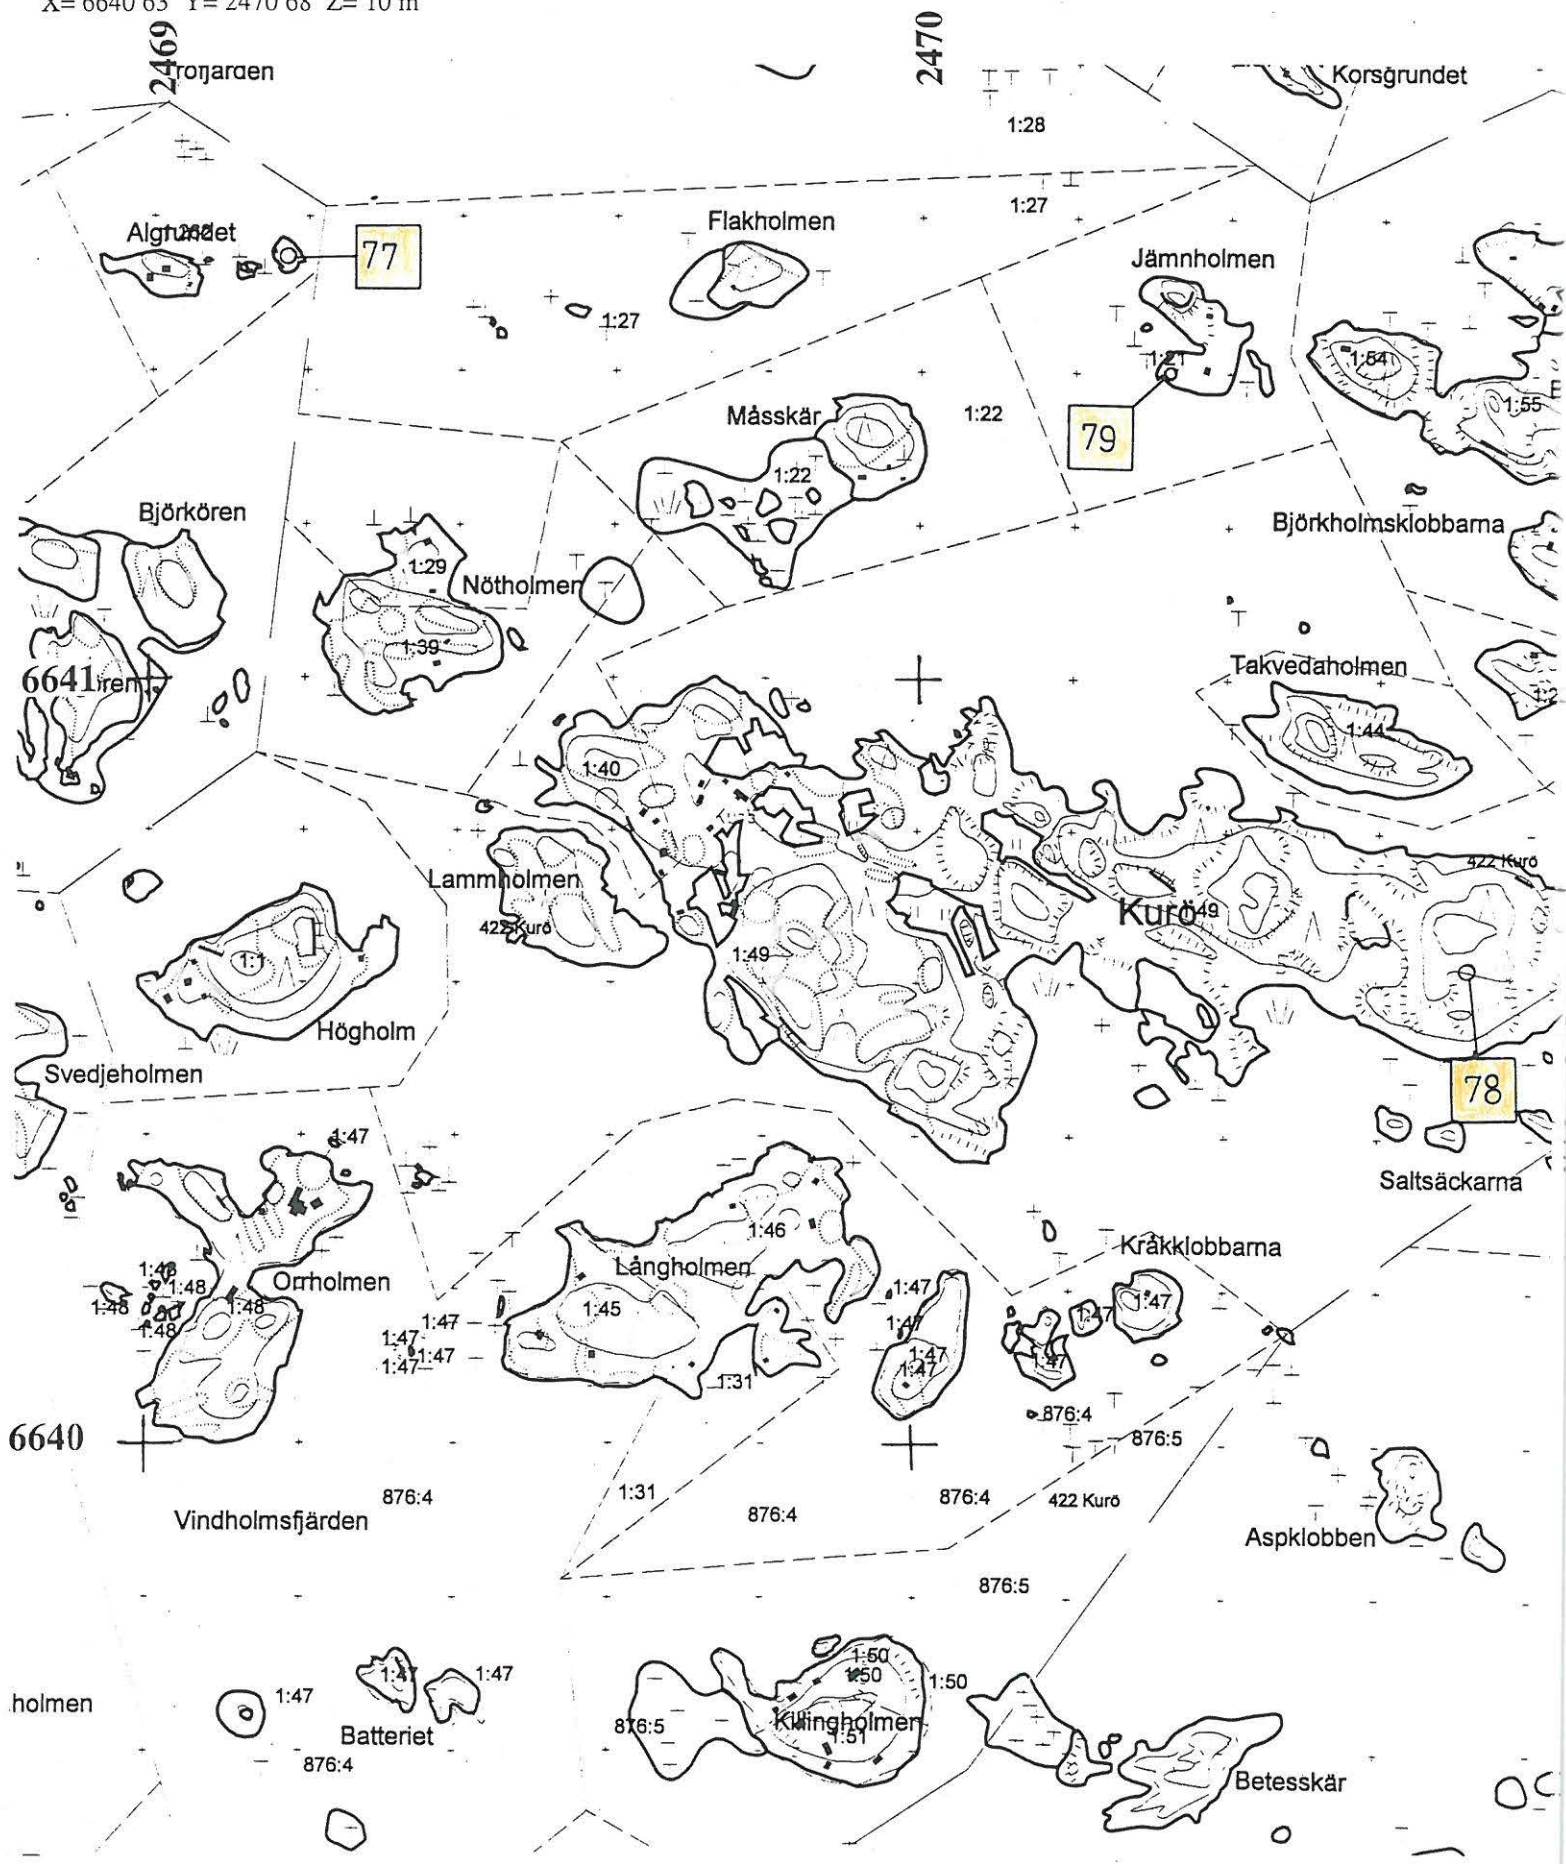 X= 6640 63 Y= 2470 68 Z= 10 m
2469
2470
Korsgrundet
1:28
1:27
Flakholmen
77
Jämnholmen
1:27
1:21
1:54
1:55
Måsskär
1:22
79
1:22
Björkören
Björkholmsklobbarna
1:29
Nötholmen
1:39
Takvedaholmen
6641
1:44
1:40
422 Kurö
Lammholmen
Kurö
49
422 Kurö
1:49
1:1
Högholm
Svedjeholmen
78
1:47
Saltsäckarna
1:46
Kråkklobbarna
Långholmen
Orrholmen
1:48
1:48
1:48
1:48
1:48
1:45
1:47
1:47
1:47
1:47
1:47
1:47
1:47
1:47
1:47
1:47
1:47
1:31
876:4
6640
876:5
876:4
1:31
876:4
876:4
422 Kurö
Vindholmsfjärden
Aspklobben
876:5
1:50
1:50
1:50
1:47
1:47
1:47
holmen
Batteriet
876:5
Killingholmen
1:51
876:4
Betesskär